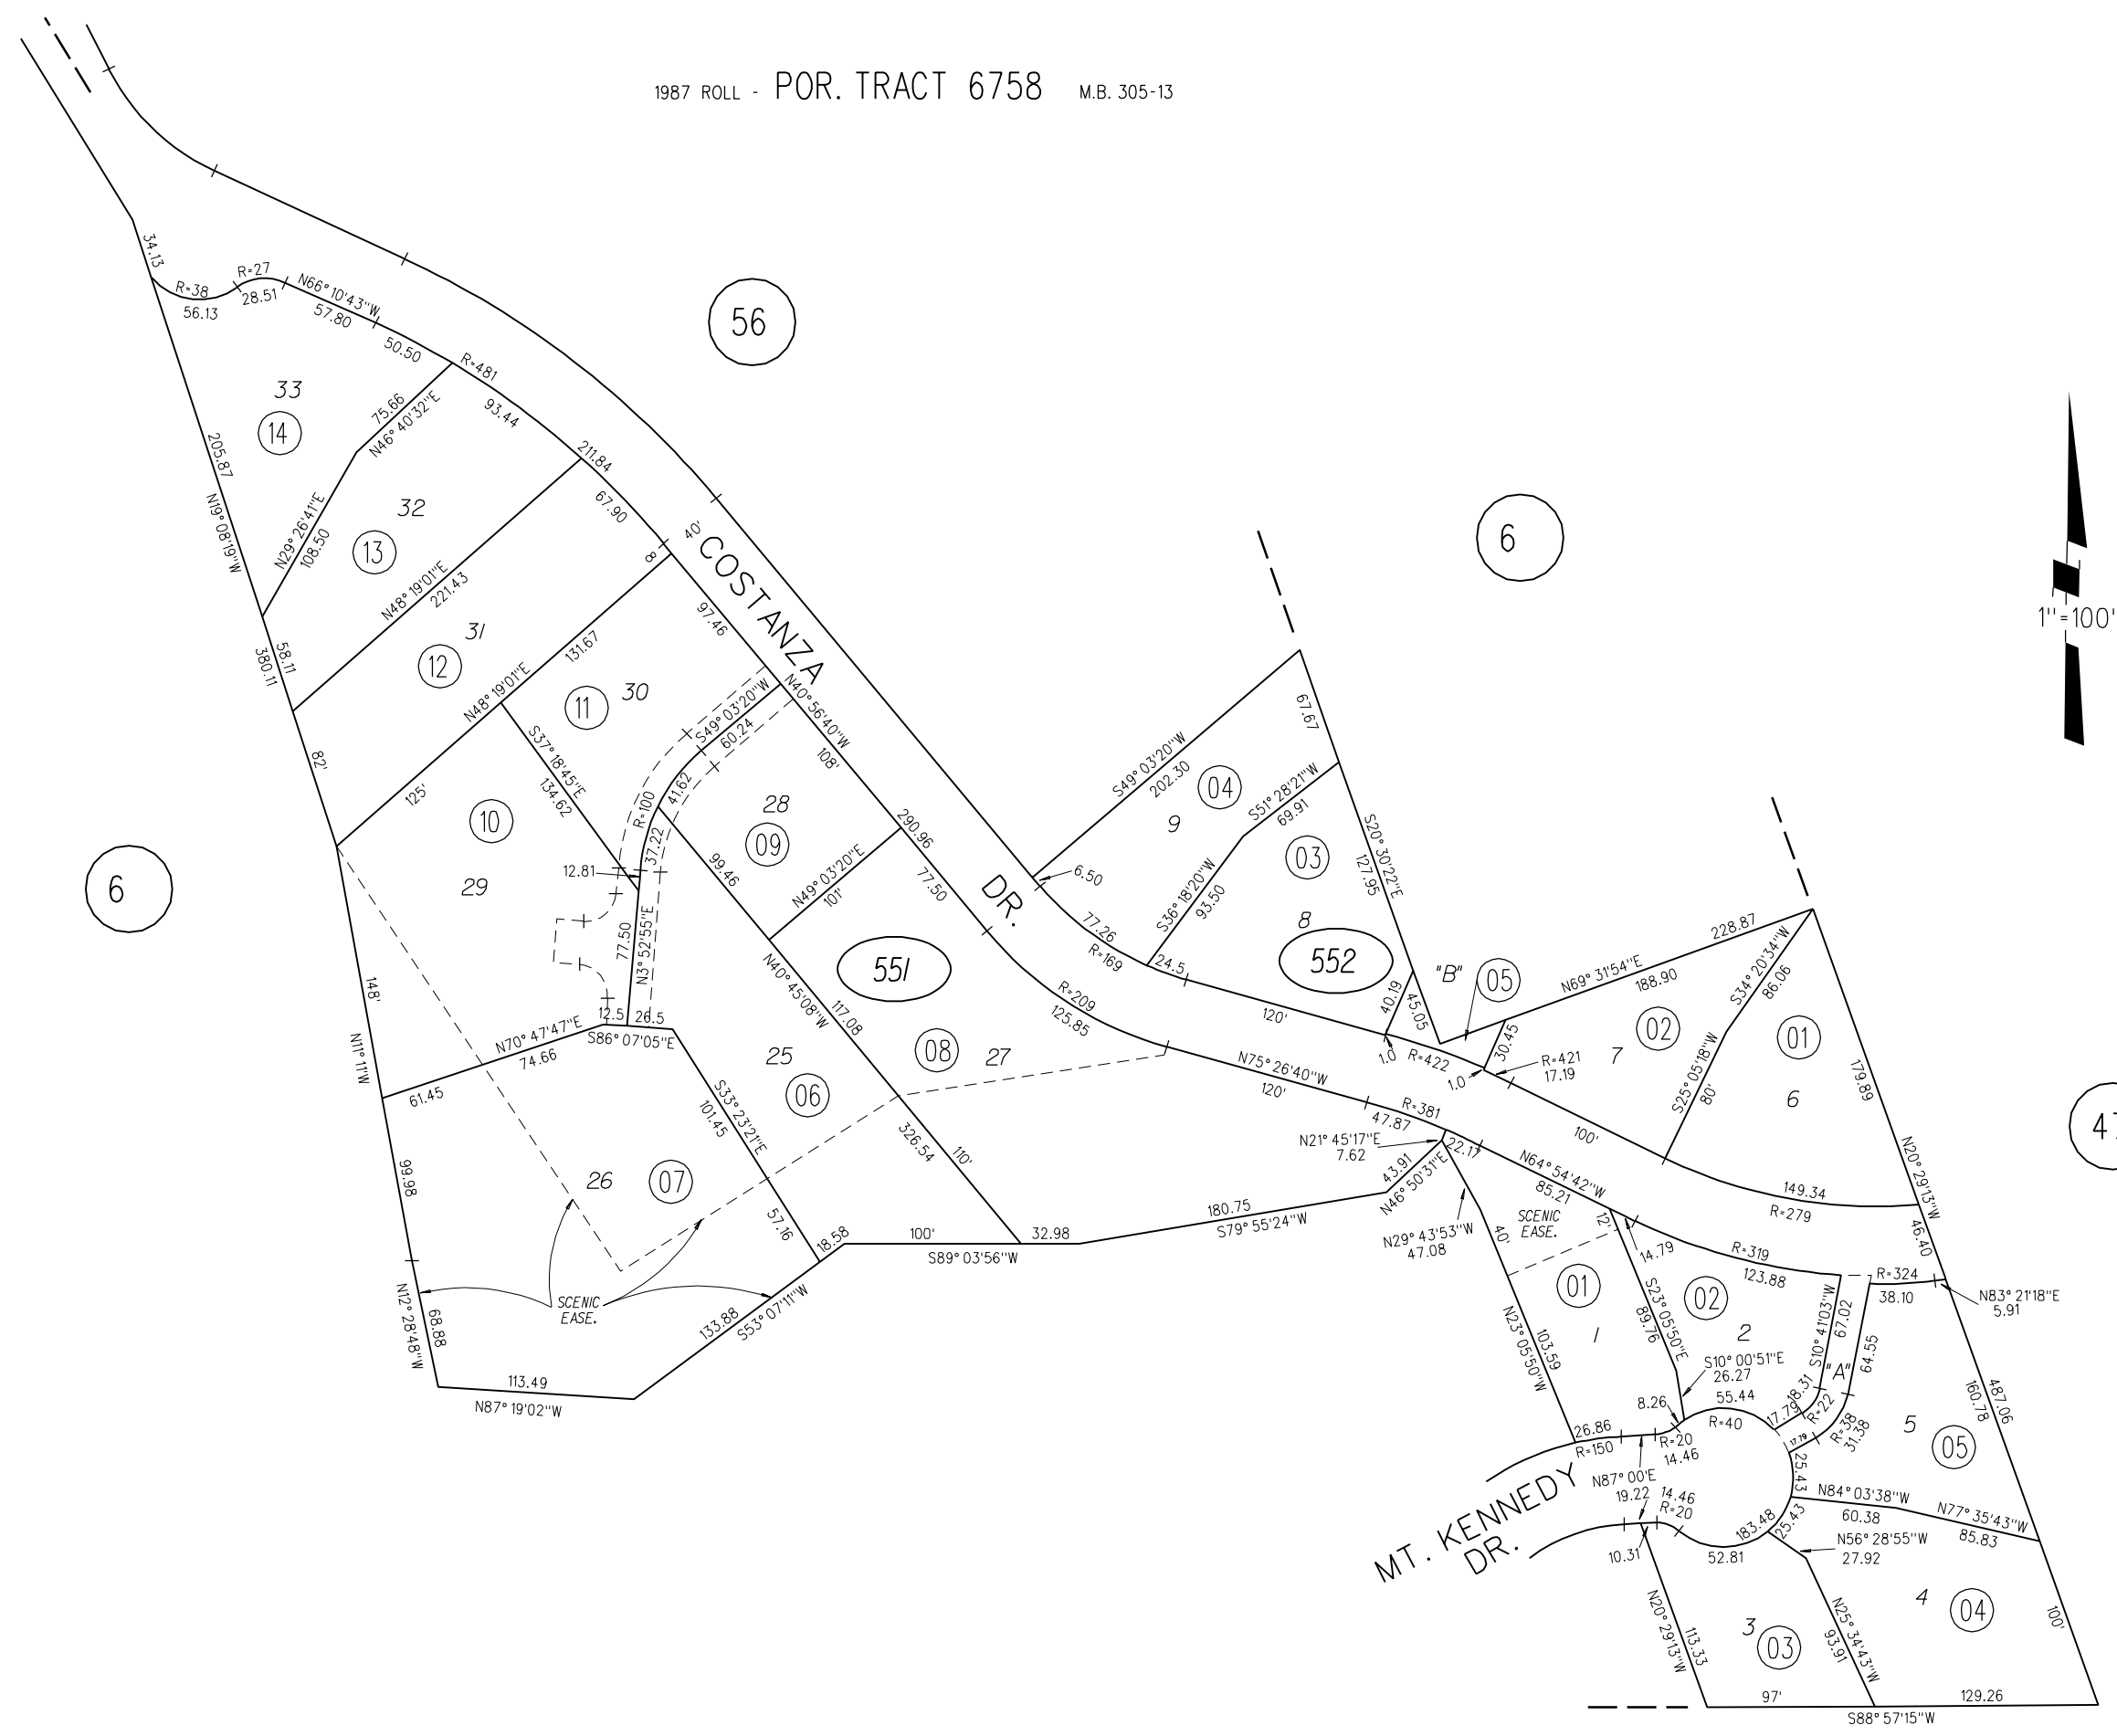 1987 ROLL - POR. TRACT 6758 M.B. 305-13
34.13
R=38
56.13
R=27
28.51
N66°10'43"W
57.80
50.50
R=481
93.44
56
33
14
75.66
N46°40'32"E
205.87
N19°08'19"W
N29°26'41"E
108.50
32
13
211.84
67.90
8
40'
COSTANZA
DR.
6
1"=100'
N48°19'01"E
221.43
58.11
380.11
31
12
82'
131.67
N48°19'01"E
125'
97.46
30
11
S37°18'45"E
134.62
S49°03'20"W
60.24
N40°56'40"W
108'
41.62
R=100
37.22
12.81
10
29
28
09
290.96
77.50
99.46
N49°03'20"E
101'
6
551
77.50
N3°52'55"E
148'
N11°11'W
12.5
26.5
S86°07'05"E
N70°47'47"E
74.66
61.45
N40°45'08"W
117.08
25
06
08
27
S33°23'21"E
101.45
326.54
110'
57.16
99.98
26
07
18.58
100'
S89°03'56"W
32.98
180.75
S79°55'24"W
SCENIC
EASE.
N12°28'48"W
68.88
113.49
N87°19'02"W
133.88
S53°07'11"W
67.67
S49°03'20"W
202.30
04
9
S51°28'21"W
69.91
03
8
S20°30'22"E
127.95
S36°18'20"W
93.50
6.50
77.26
R=169
24.5
552
R=209
125.85
120'
N75°26'40"W
120'
40.19
45.05
1.0
"B"
05
R=422
1.0
30.45
R=421
17.19
N69°31'54"E
188.90
228.87
S34°20'34"W
86.06
02
7
01
6
S25°05'18"W
80'
179.89
47
100'
149.34
R=279
N20°29'13"W
46.40
R=381
47.87
N21°45'17"E
7.62
22.17
43.91
N46°50'31"E
N64°54'42"W
85.21
N29°43'53"W
47.08
40'
SCENIC
EASE.
12'
14.79
R=319
123.88
R=324
38.10
N83°21'18"E
5.91
01
1
N23°05'50"W
103.59
S23°05'50"E
89.76
02
2
S10°41'03"W
67.02
64.55
"A"
S10°00'51"E
26.27
55.44
R=40
8.26
17.79
18.31
R=22
17.79
R=38
31.38
26.86
R=150
R=20
14.46
N87°00'E
19.22
5
05
487.06
160.78
25.43
N84°03'38"W
60.38
N77°35'43"W
85.83
MT. KENNEDY
DR.
14.46
R=20
10.31
183.48
25.43
52.81
N56°28'55"W
27.92
4
04
100'
3
03
N20°29'13"W
113.33
N25°34'43"W
93.91
97'
129.26
S88°57'15"W